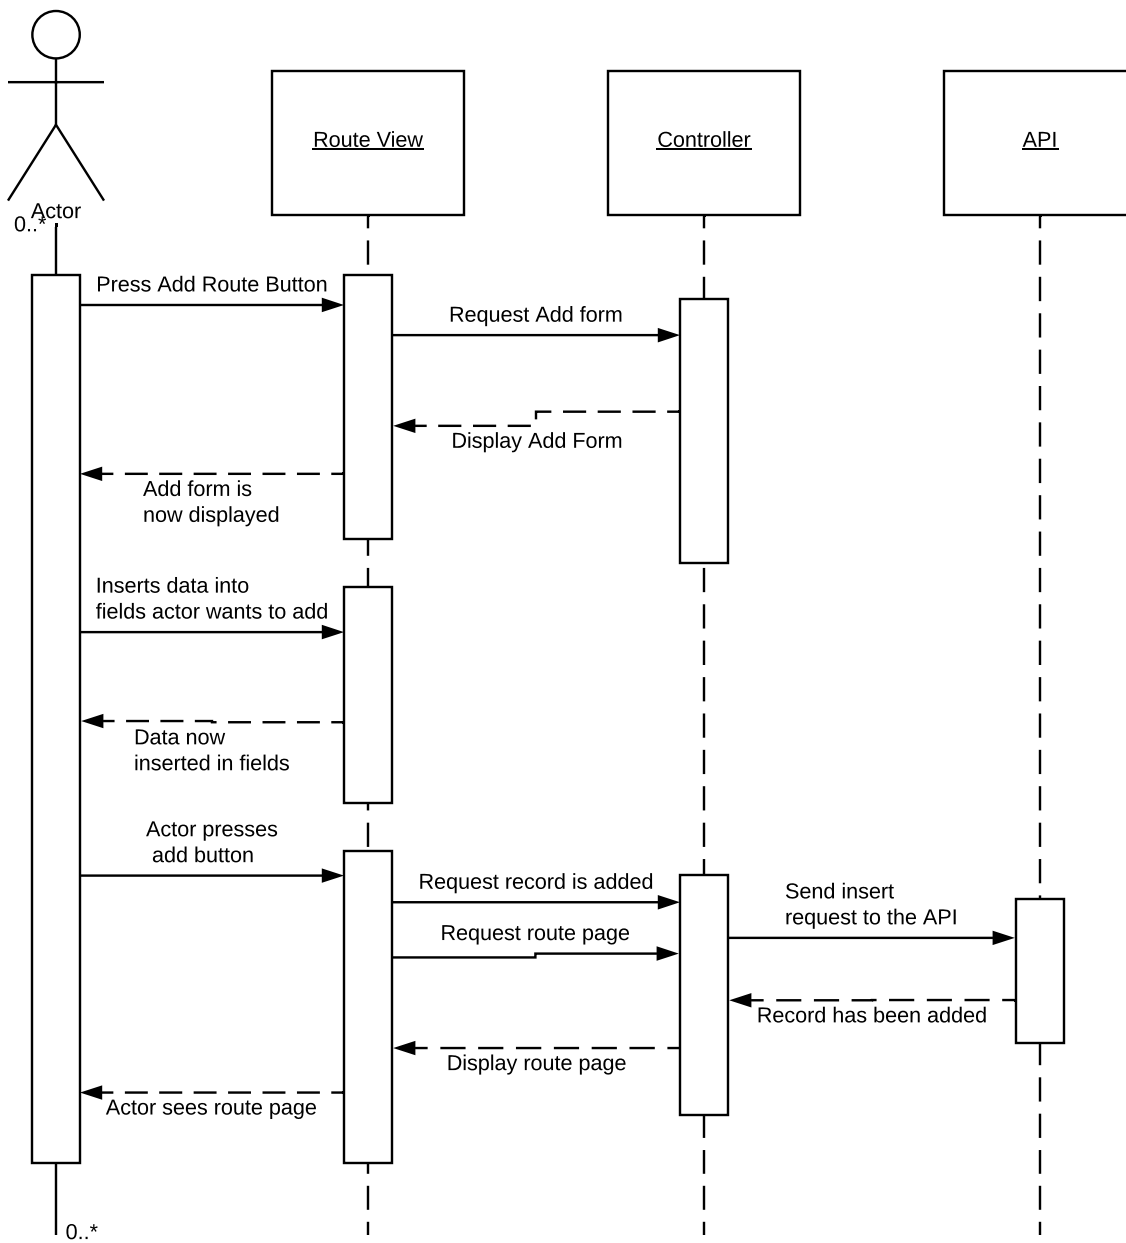 Route View
Controller
API
Actor
0..*
Press Add Route Button
Request Add form
Display Add Form
Add form is
now displayed
Inserts data into
fields actor wants to add
Data now
inserted in fields
Actor presses
add button
Request record is added
Send insert
request to the API
Request route page
Record has been added
Display route page
Actor sees route page
0..*